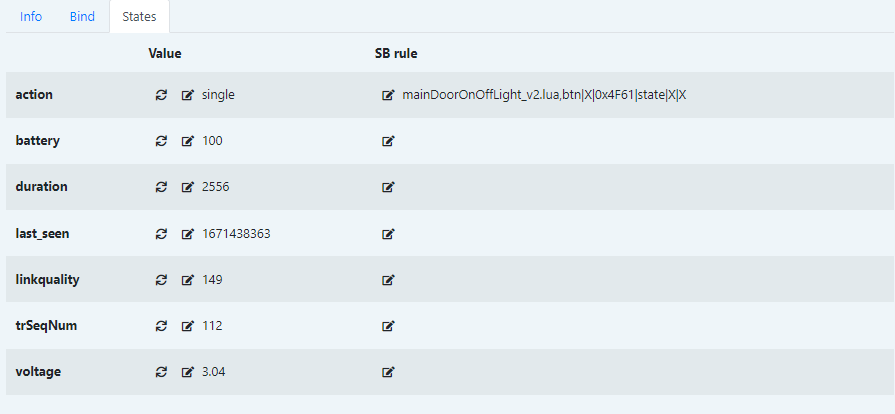 Info Bind States
Value SB rule
action single mainDoorOnOffLight_v2.lua,btn|X|0x4F61|state|X|X
battery 100
duration 2556
last_seen 1671438363
linkquality 149
trSeqNum 112
voltage 3.04